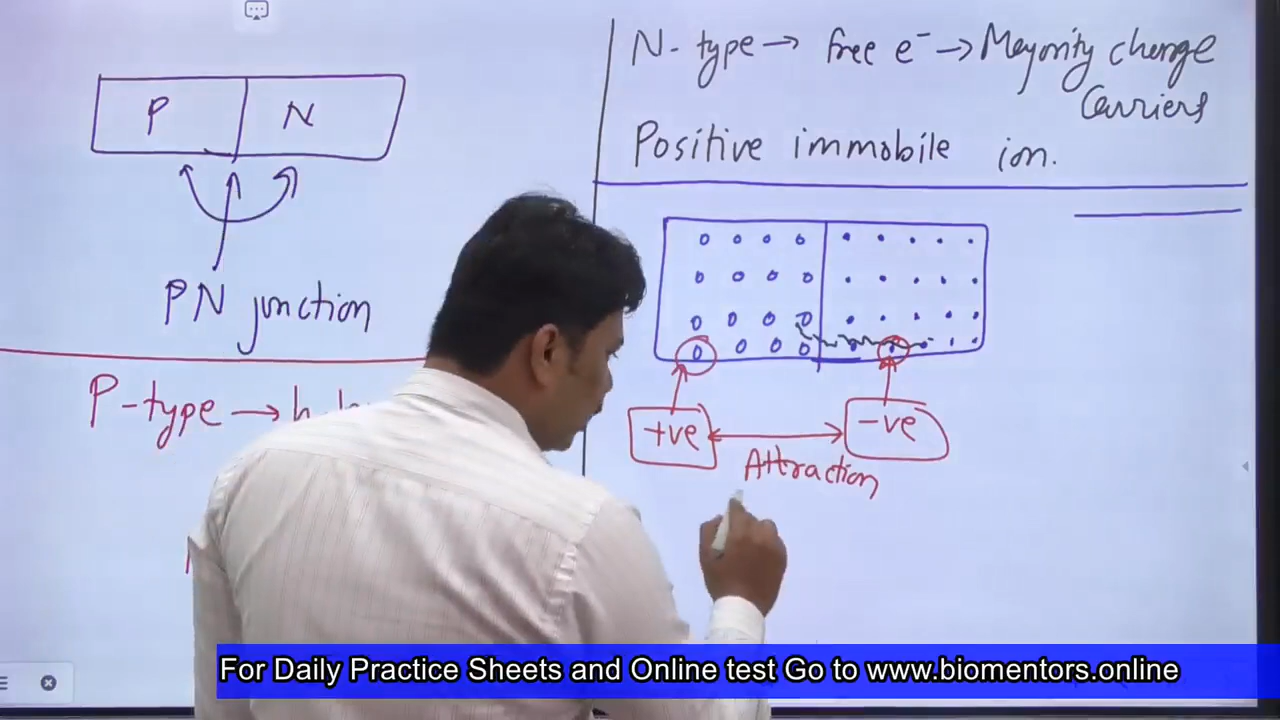 P N
PN junction
P-type →
N-type → free e⁻ → Majority charge
Carriers
Positive immobile ion.
+ve -ve
Attraction
For Daily Practice Sheets and Online test Go to www.biomentors.online